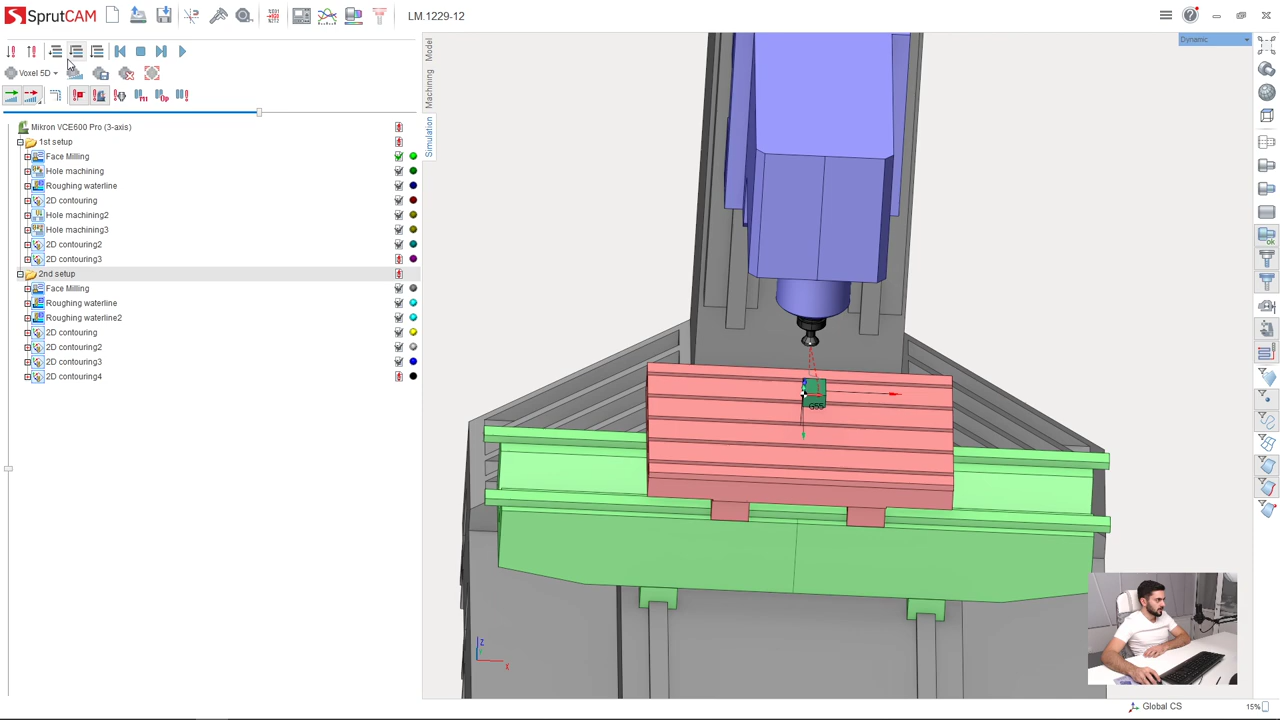 SprutCAM
LM.1229-12
Dynamic
Voxel 5D
Model
Machining
Simulation
Mikron VCE600 Pro (3-axis)
1st setup
Face Milling
Hole machining
Roughing waterline
2D contouring
Hole machining2
Hole machining3
2D contouring2
2D contouring3
2nd setup
Face Milling
Roughing waterline
Roughing waterline2
2D contouring
2D contouring2
2D contouring3
2D contouring4
G55
Z
X
ok
Global CS
15%